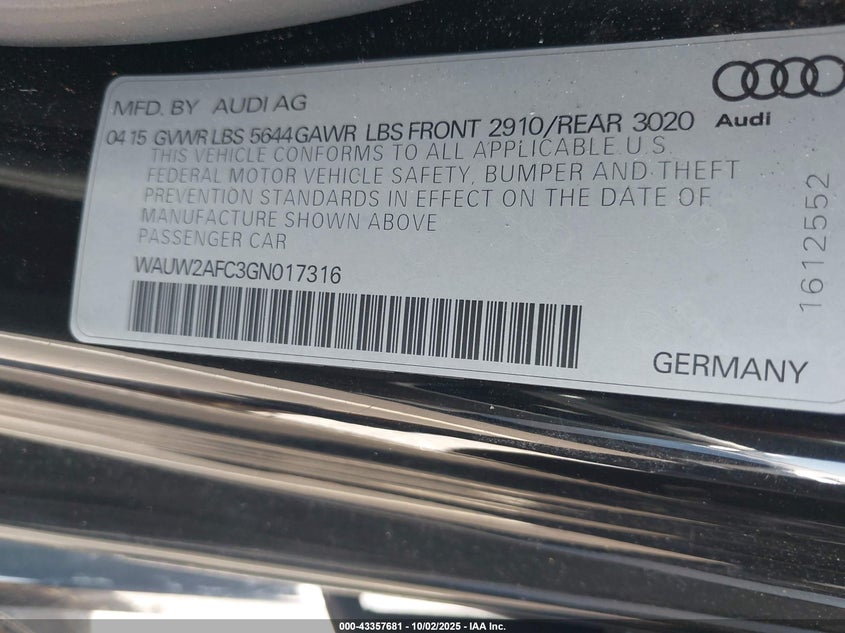 MFD. BY AUDI AG
04 15 GVWR LBS 5644 GAWR LBS FRONT 2910/REAR 3020
THIS VEHICLE CONFORMS TO ALL APPLICABLE U.S.
FEDERAL MOTOR VEHICLE SAFETY, BUMPER AND THEFT
PREVENTION STANDARDS IN EFFECT ON THE DATE OF
MANUFACTURE SHOWN ABOVE
PASSENGER CAR
WAUW2AFC3GN017316
Audi
1612552
GERMANY
000-43357681 - 10/02/2025 - IAA Inc.